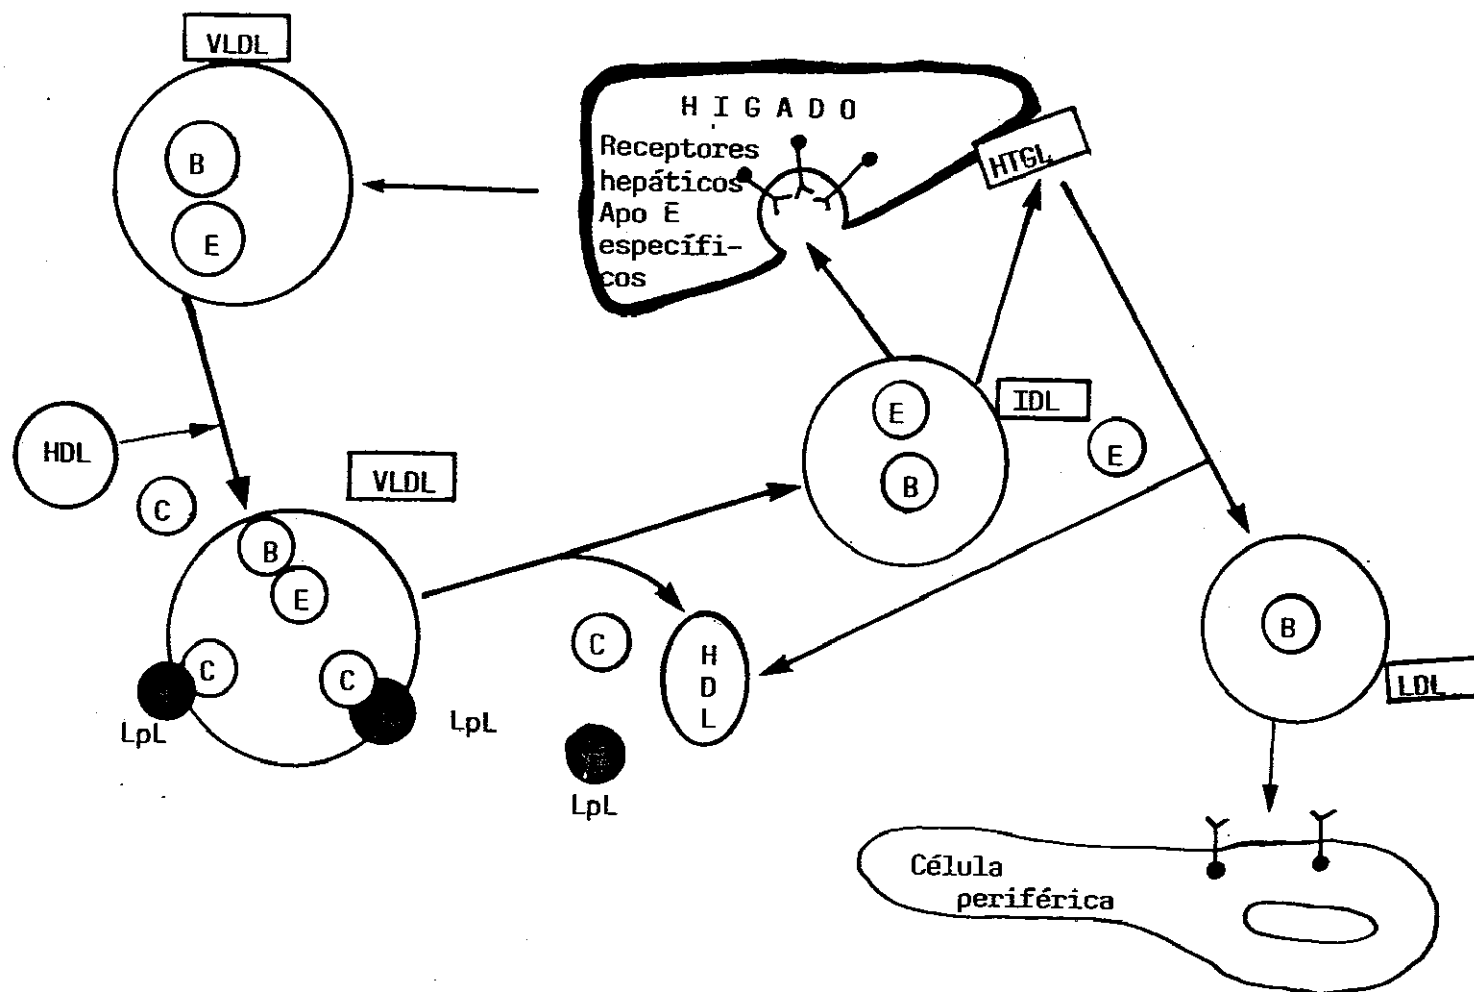 VLDL
B
E
H I G A D O
Receptores
hepáticos
Apo E
específi-
cos
HTGL
HDL
C
VLDL
B
E
C
C
LpL
LpL
E
B
IDL
E
C
H
D
L
LpL
B
LDL
Célula
periférica